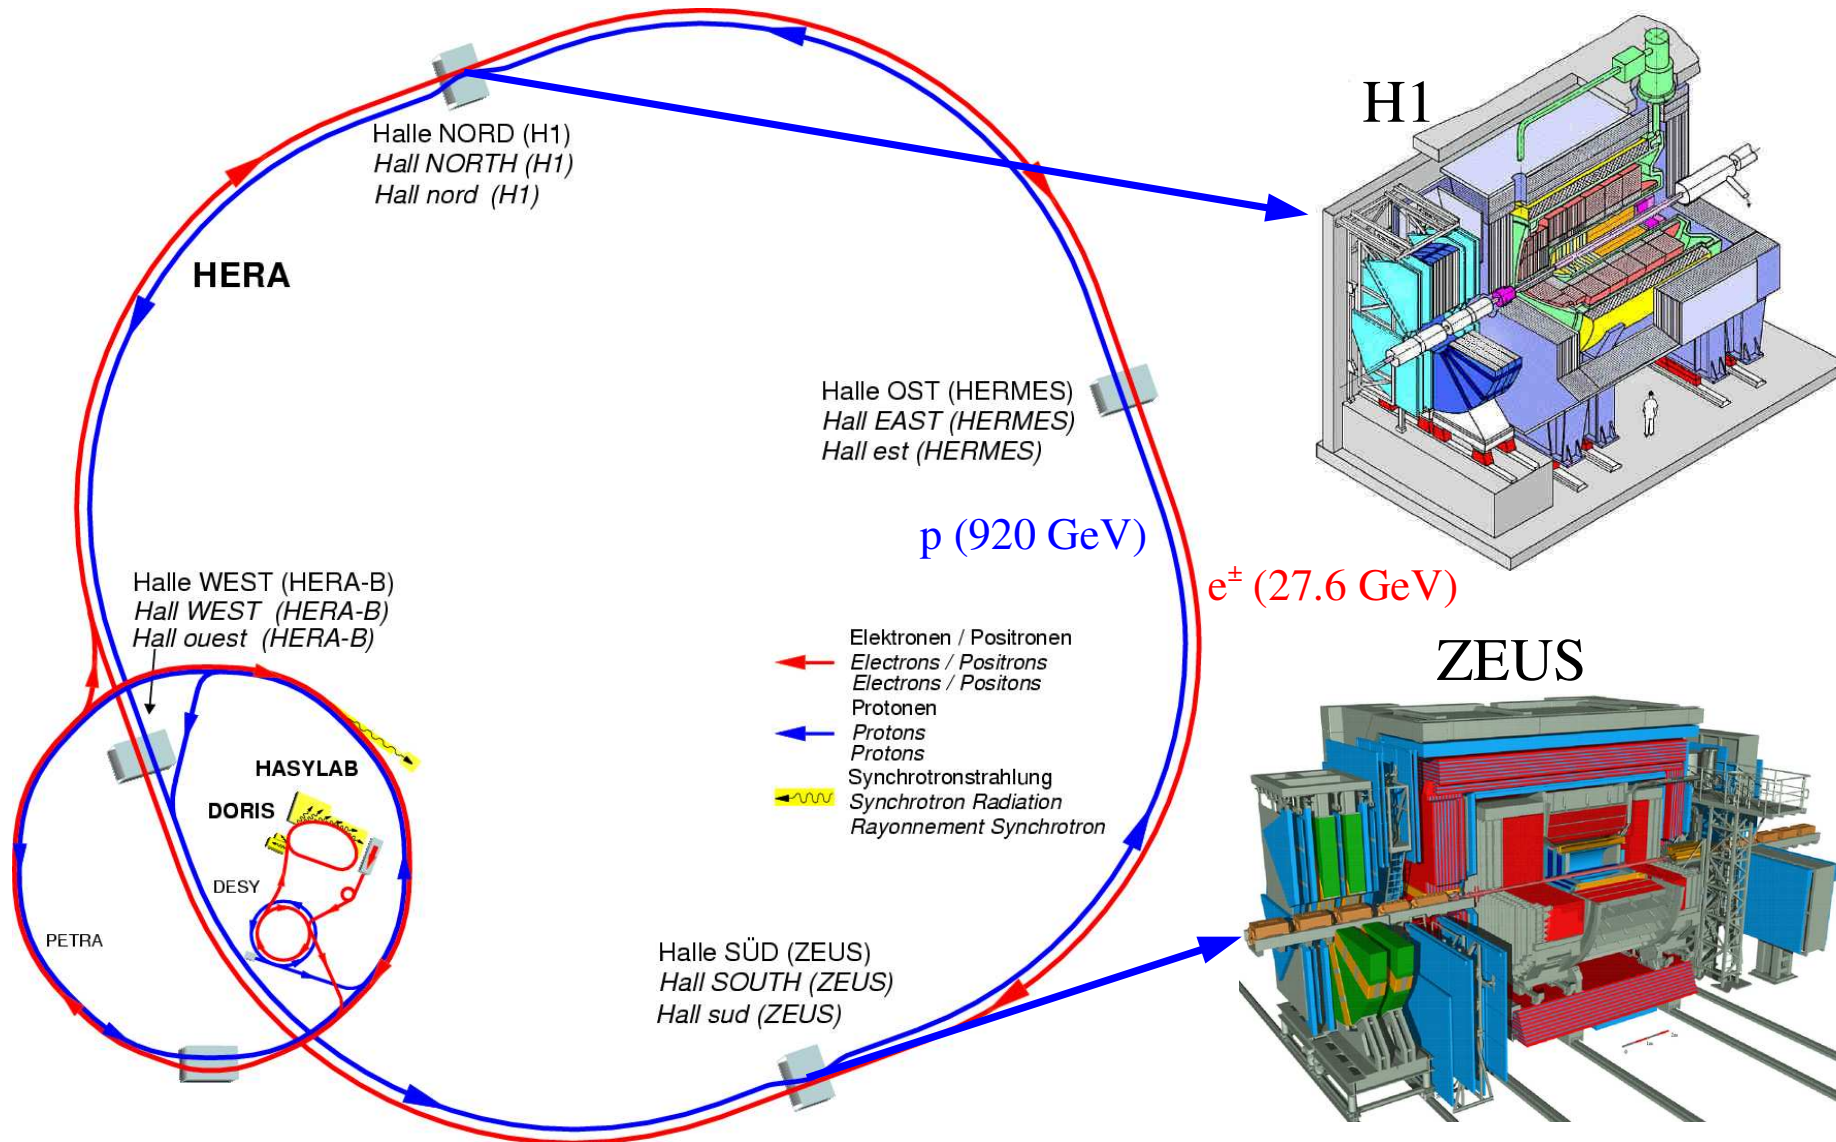 H1
Halle NORD (H1)
Hall NORTH (H1)
Hall nord (H1)
HERA
Halle OST (HERMES)
Hall EAST (HERMES)
Hall est (HERMES)
p (920 GeV)
e± (27.6 GeV)
Halle WEST (HERA-B)
Hall WEST (HERA-B)
Hall ouest (HERA-B)
Elektronen / Positronen
Electrons / Positrons
Electrons / Positons
Protonen
Protons
Protons
Synchrotronstrahlung
Synchrotron Radiation
Rayonnement Synchrotron
ZEUS
HASYLAB
DORIS
DESY
PETRA
Halle SÜD (ZEUS)
Hall SOUTH (ZEUS)
Hall sud (ZEUS)